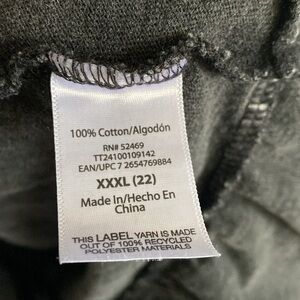 100% Cotton/Algodón
RN# 52469
TT24100109142
EAN/UPC 7 2654769884
XXXL (22)
Made In/Hecho En
China
THIS LABEL YARN IS MADE
OUT OF 100% RECYCLED
POLYESTER MATERIALS